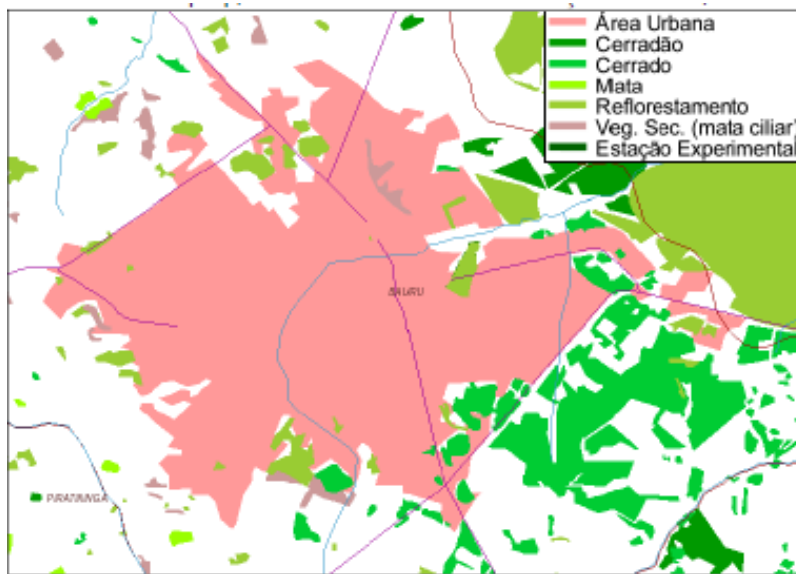 Área Urbana
Cerradão
Cerrado
Mata
Reflorestamento
Veg. Sec. (mata ciliar)
Estação Experimental
BAURU
PIRATININGA